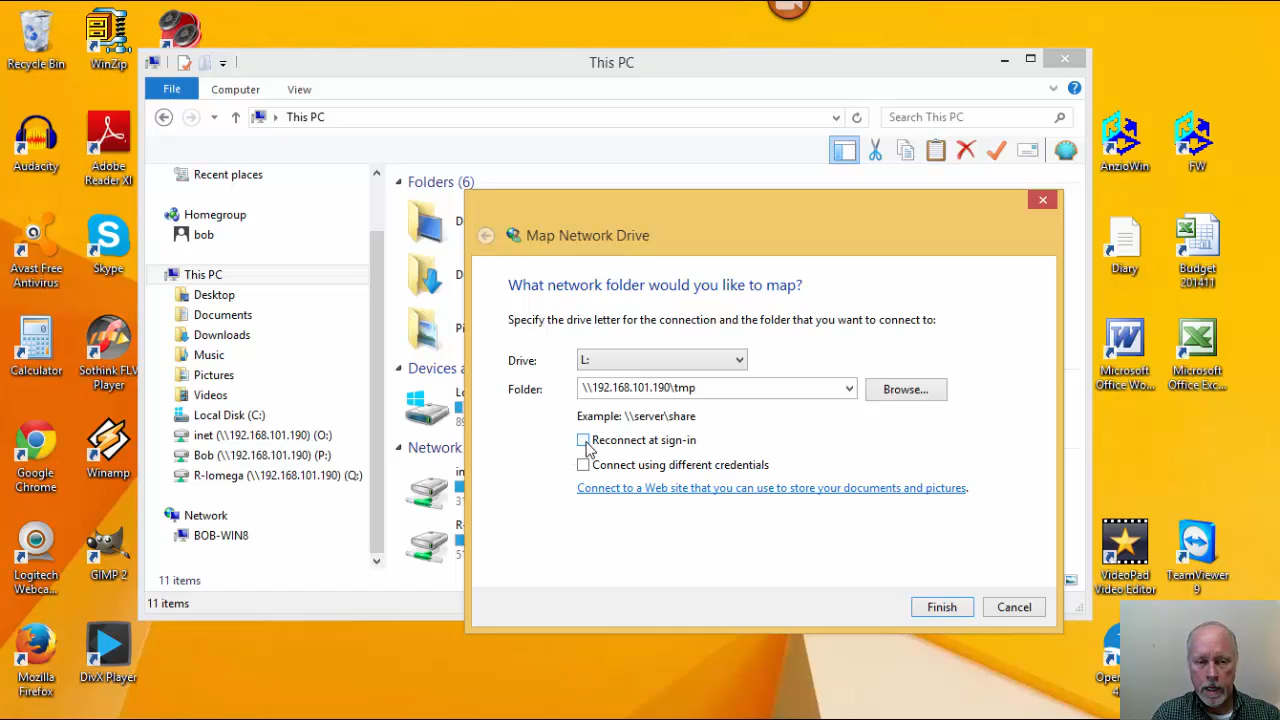 Recycle Bin
WinZip
Audacity
Adobe
Reader XI
Avast Free
Antivirus
Skype
Calculator
Sothink FLV
Player
Google
Chrome
Winamp
Logitech
Webca...
GIMP 2
Mozilla
Firefox
DivX Player
This PC
File
Computer
View
This PC
Search This PC
Recent places
Homegroup
bob
This PC
Desktop
Documents
Downloads
Music
Pictures
Videos
Local Disk (C:)
inet (\\192.168.101.190) (O:)
Bob (\\192.168.101.190) (P:)
R-Iomega (\\192.168.101.190) (Q:)
Network
BOB-WIN8
11 items
11 items
Folders (6)
Network
Map Network Drive
What network folder would you like to map?
Specify the drive letter for the connection and the folder that you want to connect to:
Drive:
L:
Folder:
\\192.168.101.190\tmp
Browse...
Example: \\server\share
Reconnect at sign-in
Connect using different credentials
Connect to a Web site that you can use to store your documents and pictures.
Finish
Cancel
AnzioWin
FW
Diary
Budget
201411
Microsoft
Office Wo...
Microsoft
Office Exc...
VideoPad
Video Editor
TeamViewer
9